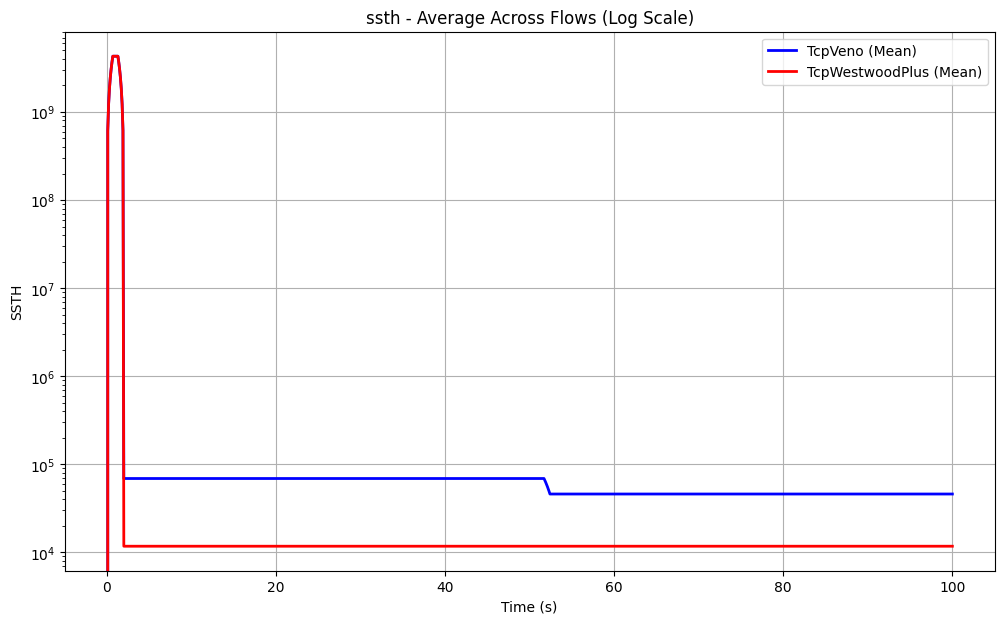 ssth - Average Across Flows (Log Scale)
TcpVeno (Mean)
TcpWestwoodPlus (Mean)
SSTH
10^9
10^8
10^7
10^6
10^5
10^4
0 20 40 60 80 100
Time (s)